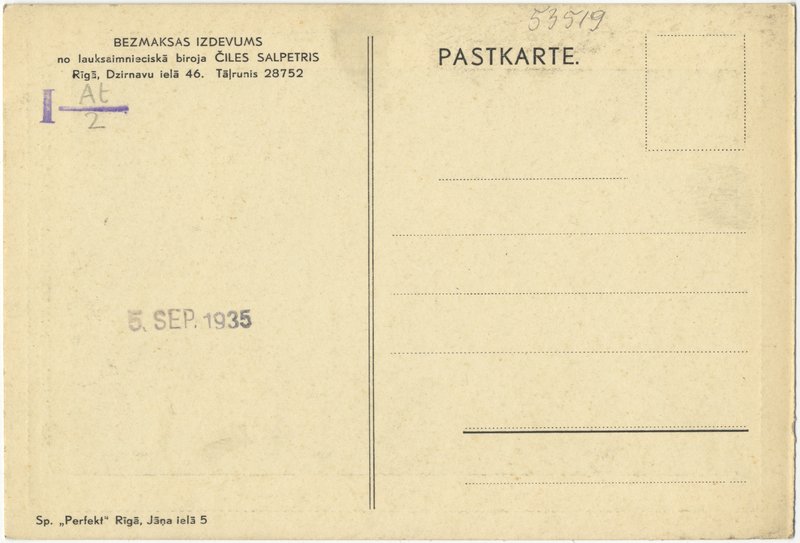 53519
BEZMAKSAS IZDEVUMS
no lauksaimnieciskā biroja ČILES SALPETRIS
Rīgā, Dzirnavu ielā 46. Tāļrunis 28752
I At
2
PASTKARTE.
5. SEP. 1935
Sp. „Perfekt“ Rīgā, Jāņa ielā 5